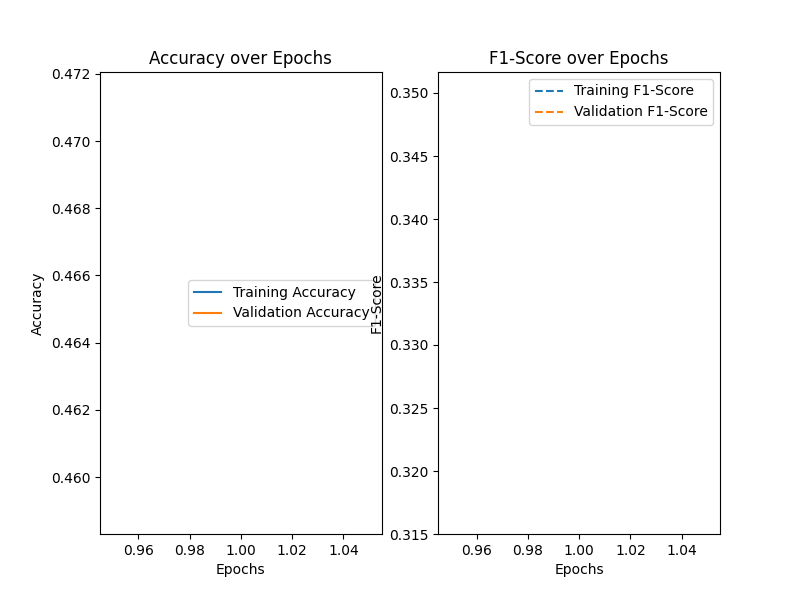 Accuracy over Epochs
0.472
0.470
0.468
0.466
0.464
0.462
0.460
Accuracy
Training Accuracy
Validation Accuracy
0.96 0.98 1.00 1.02 1.04
Epochs
F1-Score over Epochs
0.350
0.345
0.340
0.335
0.330
0.325
0.320
0.315
F1-Score
Training F1-Score
Validation F1-Score
0.96 0.98 1.00 1.02 1.04
Epochs